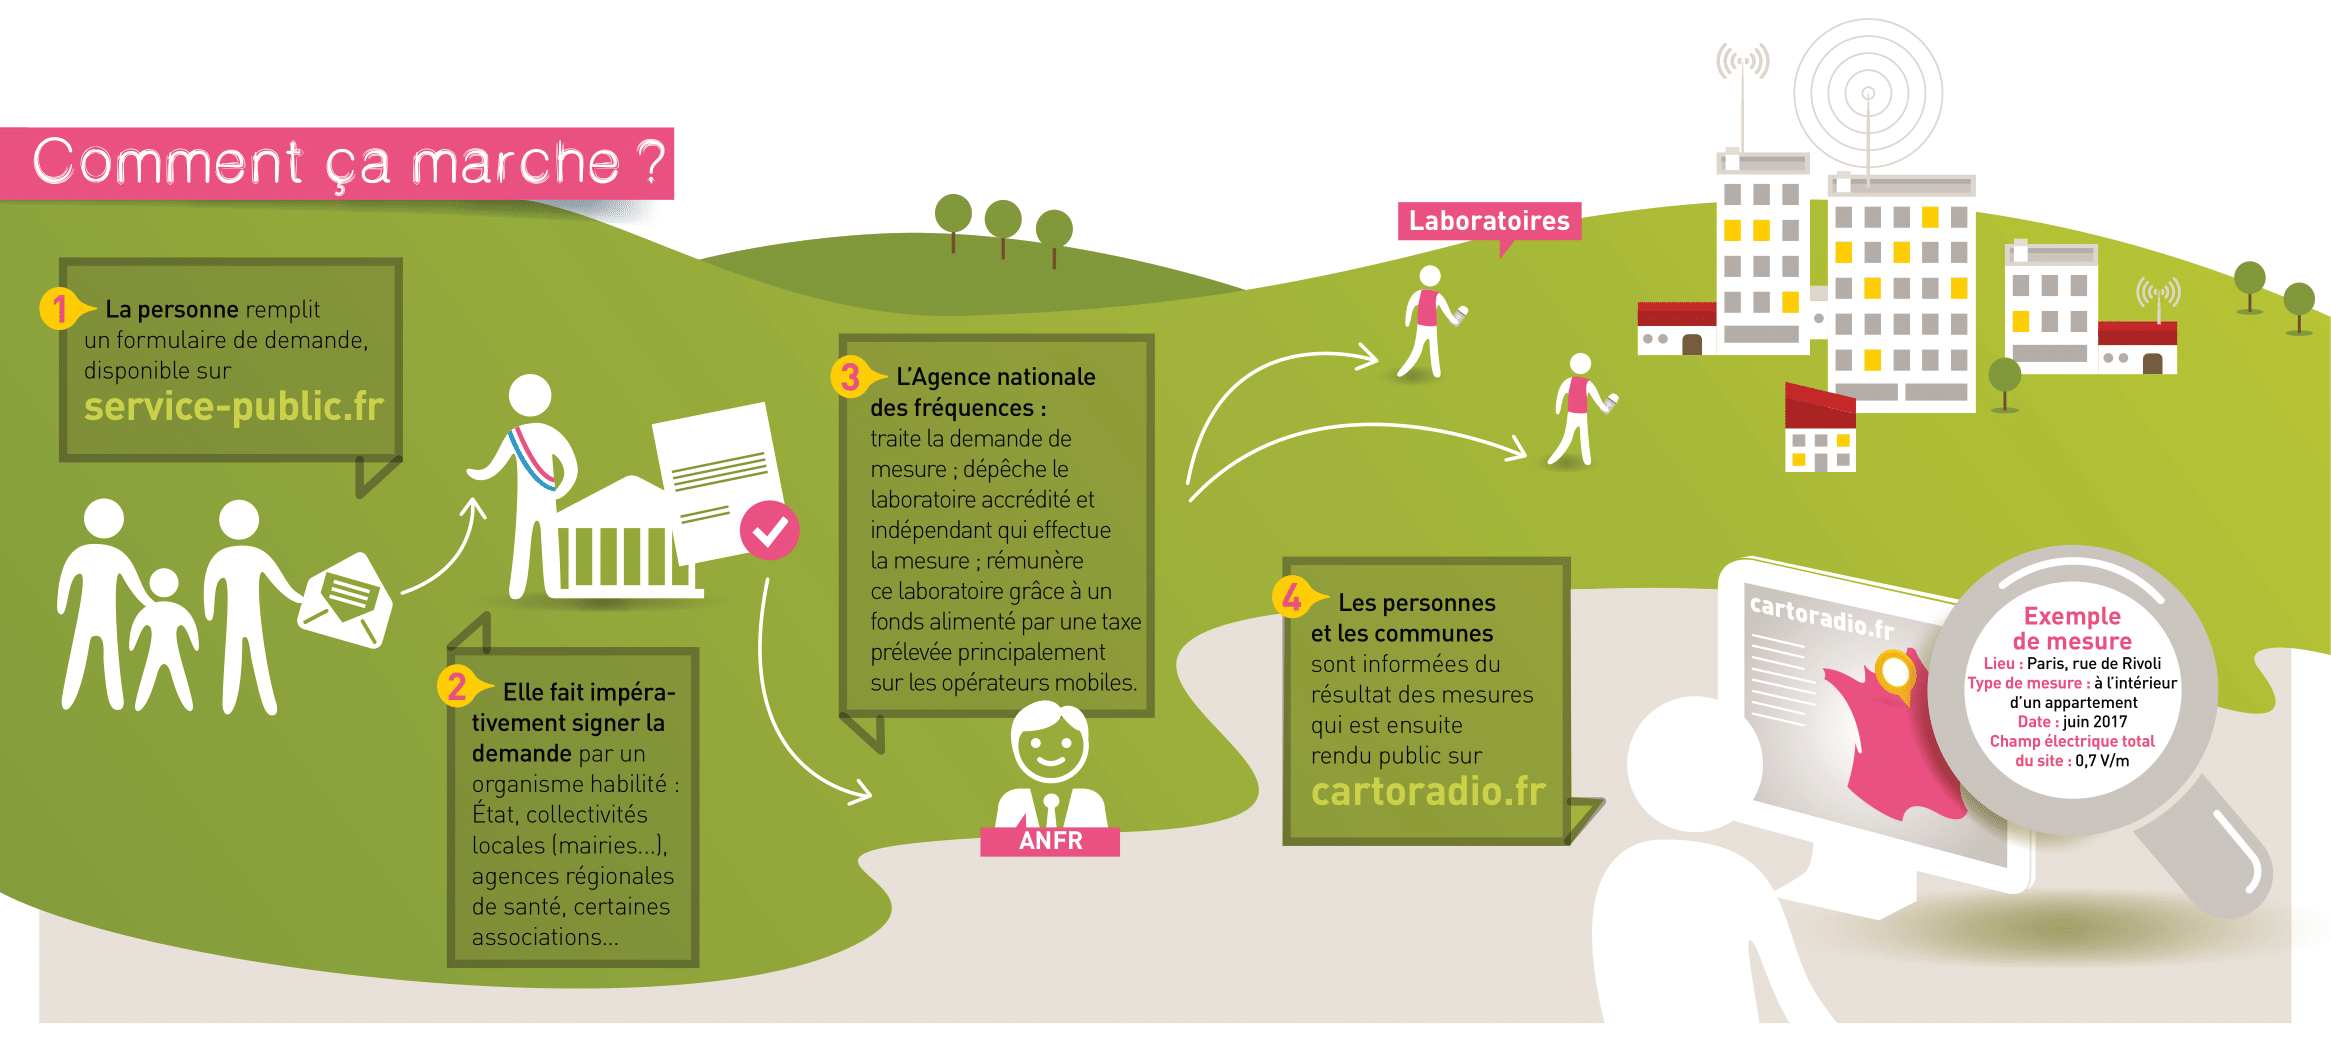 Comment ça marche ?
1
La personne remplit
un formulaire de demande,
disponible sur
service-public.fr
2
Elle fait impéra-
tivement signer la
demande par un
organisme habilité :
État, collectivités
locales (mairies...),
agences régionales
de santé, certaines
associations...
3
L'Agence nationale
des fréquences :
traite la demande de
mesure ; dépêche le
laboratoire accrédité et
indépendant qui effectue
la mesure ; rémunère
ce laboratoire grâce à un
fonds alimenté par une taxe
prélevée principalement
sur les opérateurs mobiles.
ANFR
Laboratoires
4
Les personnes
et les communes
sont informées du
résultat des mesures
qui est ensuite
rendu public sur
cartoradio.fr
cartoradio.fr
Exemple
de mesure
Lieu : Paris, rue de Rivoli
Type de mesure : à l'intérieur
d'un appartement
Date : juin 2017
Champ électrique total
du site : 0,7 V/m